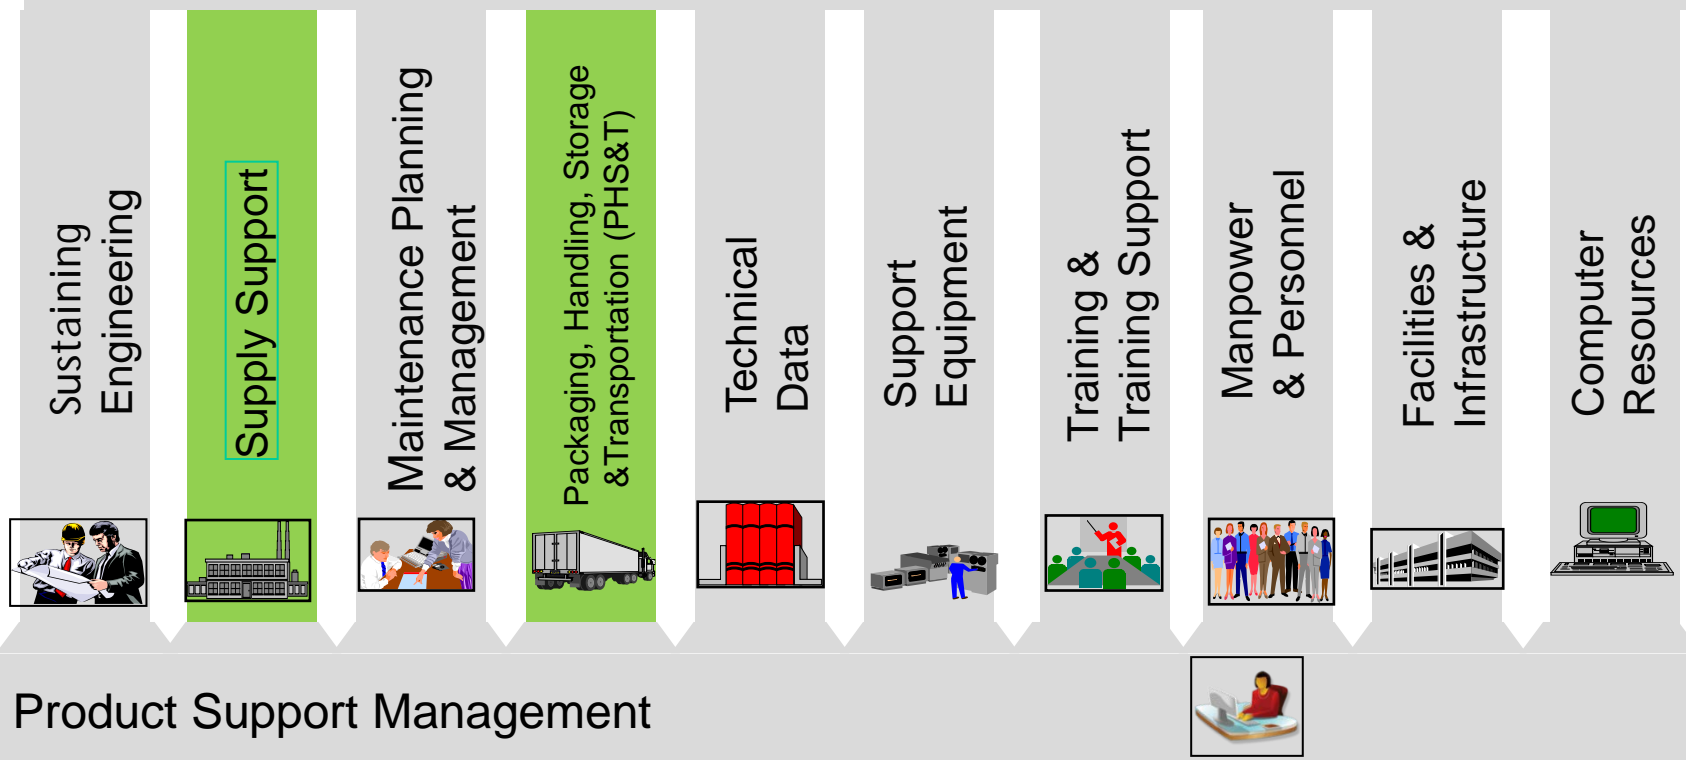 Sustaining
Engineering
Supply Support
Maintenance Planning
& Management
Packaging, Handling, Storage
&Transportation (PHS&T)
Technical
Data
Support
Equipment
Training &
Training Support
Manpower
& Personnel
Facilities &
Infrastructure
Computer
Resources
Product Support Management